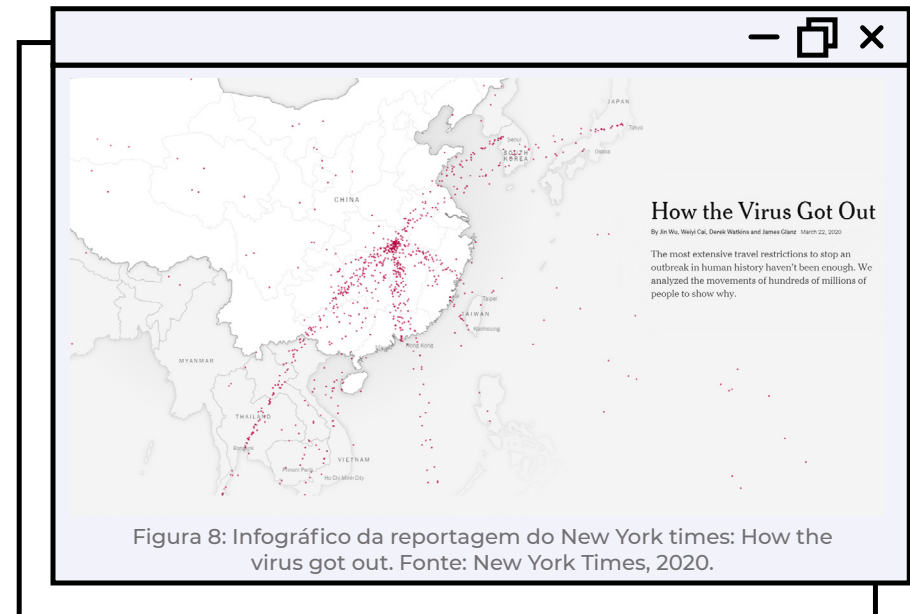 JAPAN
Tokyo
Seoul
SOUTH
KOREA
Osaka
CHINA
How the Virus Got Out
By Jin Wu, Weiyi Cai, Derek Watkins and James Glanz March 22, 2020
The most extensive travel restrictions to stop an
outbreak in human history haven't been enough. We
analyzed the movements of hundreds of millions of
people to show why.
Taipei
TAIWAN
Kaohsiung
Hong Kong
MYANMAR
THAILAND
Bangkok
VIETNAM
Phnom Penh
Ho Chi Minh City
Figura 8: Infográfico da reportagem do New York times: How the
virus got out. Fonte: New York Times, 2020.